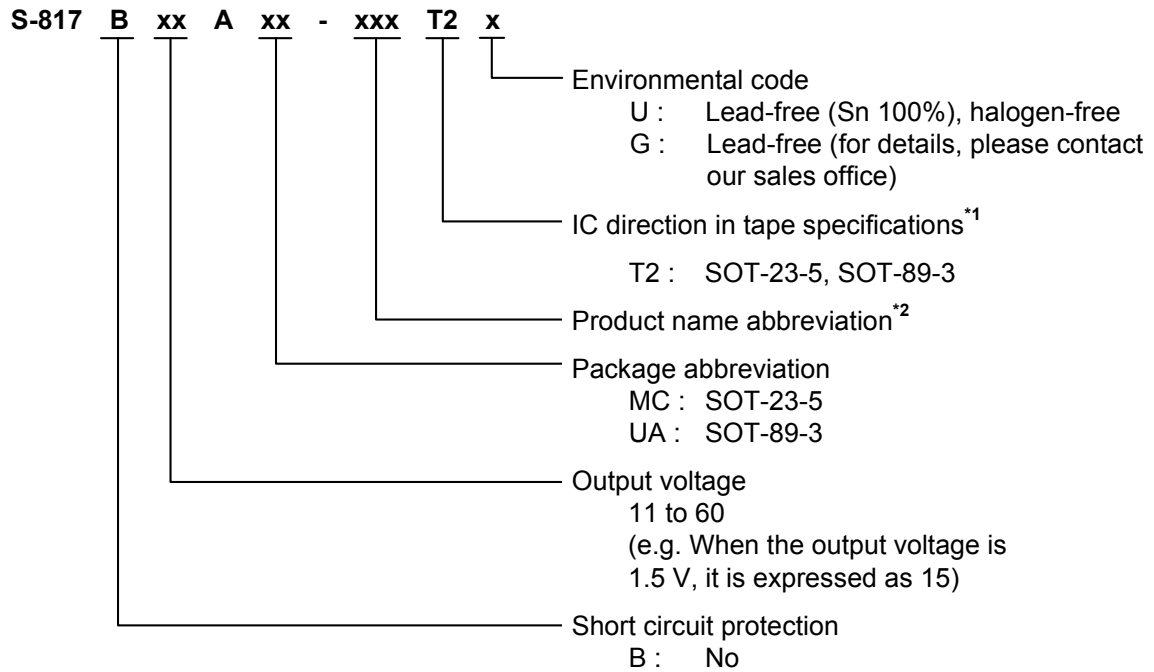 S-817 B xx A xx - xxx T2 x
Environmental code
U : Lead-free (Sn 100%), halogen-free
G : Lead-free (for details, please contact
our sales office)
IC direction in tape specifications*1
T2 : SOT-23-5, SOT-89-3
Product name abbreviation*2
Package abbreviation
MC : SOT-23-5
UA : SOT-89-3
Output voltage
11 to 60
(e.g. When the output voltage is
1.5 V, it is expressed as 15)
Short circuit protection
B : No